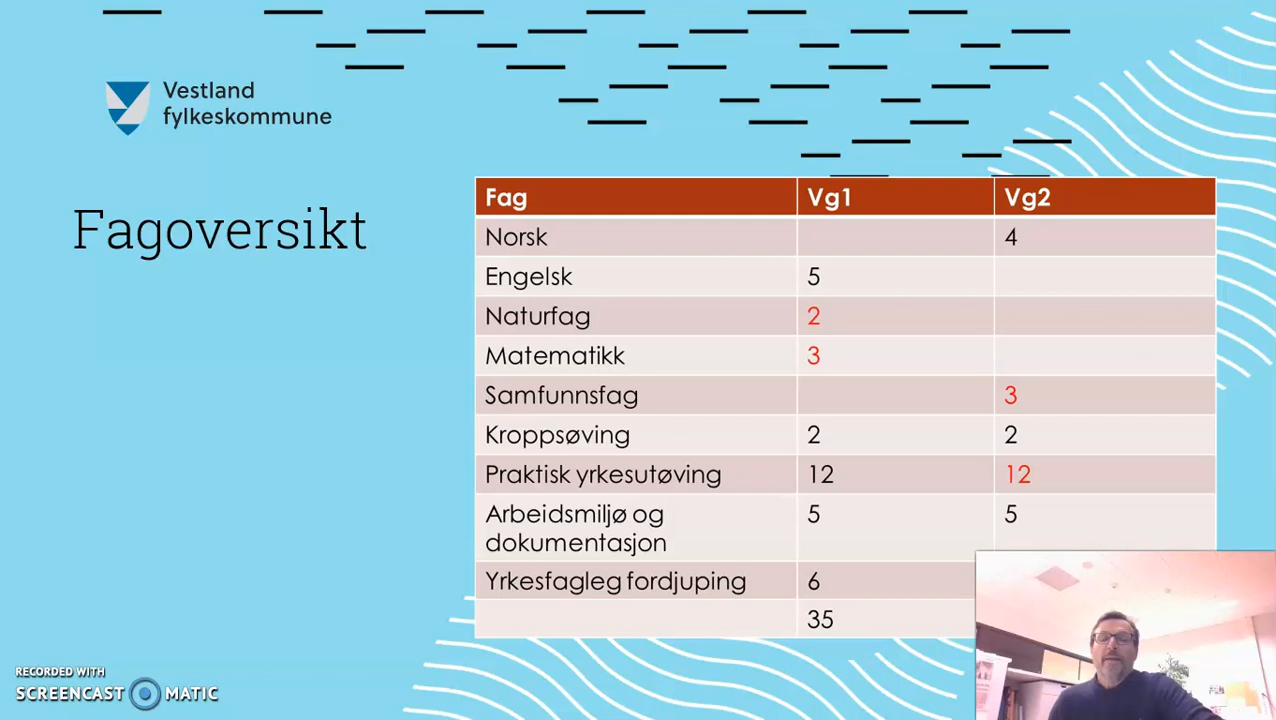 Vestland
fylkeskommune
Fagoversikt
Fag Vg1 Vg2
Norsk 4
Engelsk 5
Naturfag 2
Matematikk 3
Samfunnsfag 3
Kroppsøving 2 2
Praktisk yrkesutøving 12 12
Arbeidsmiljø og 5 5
dokumentasjon
Yrkesfagleg fordjuping 6
35
RECORDED WITH
SCREENCAST MATIC